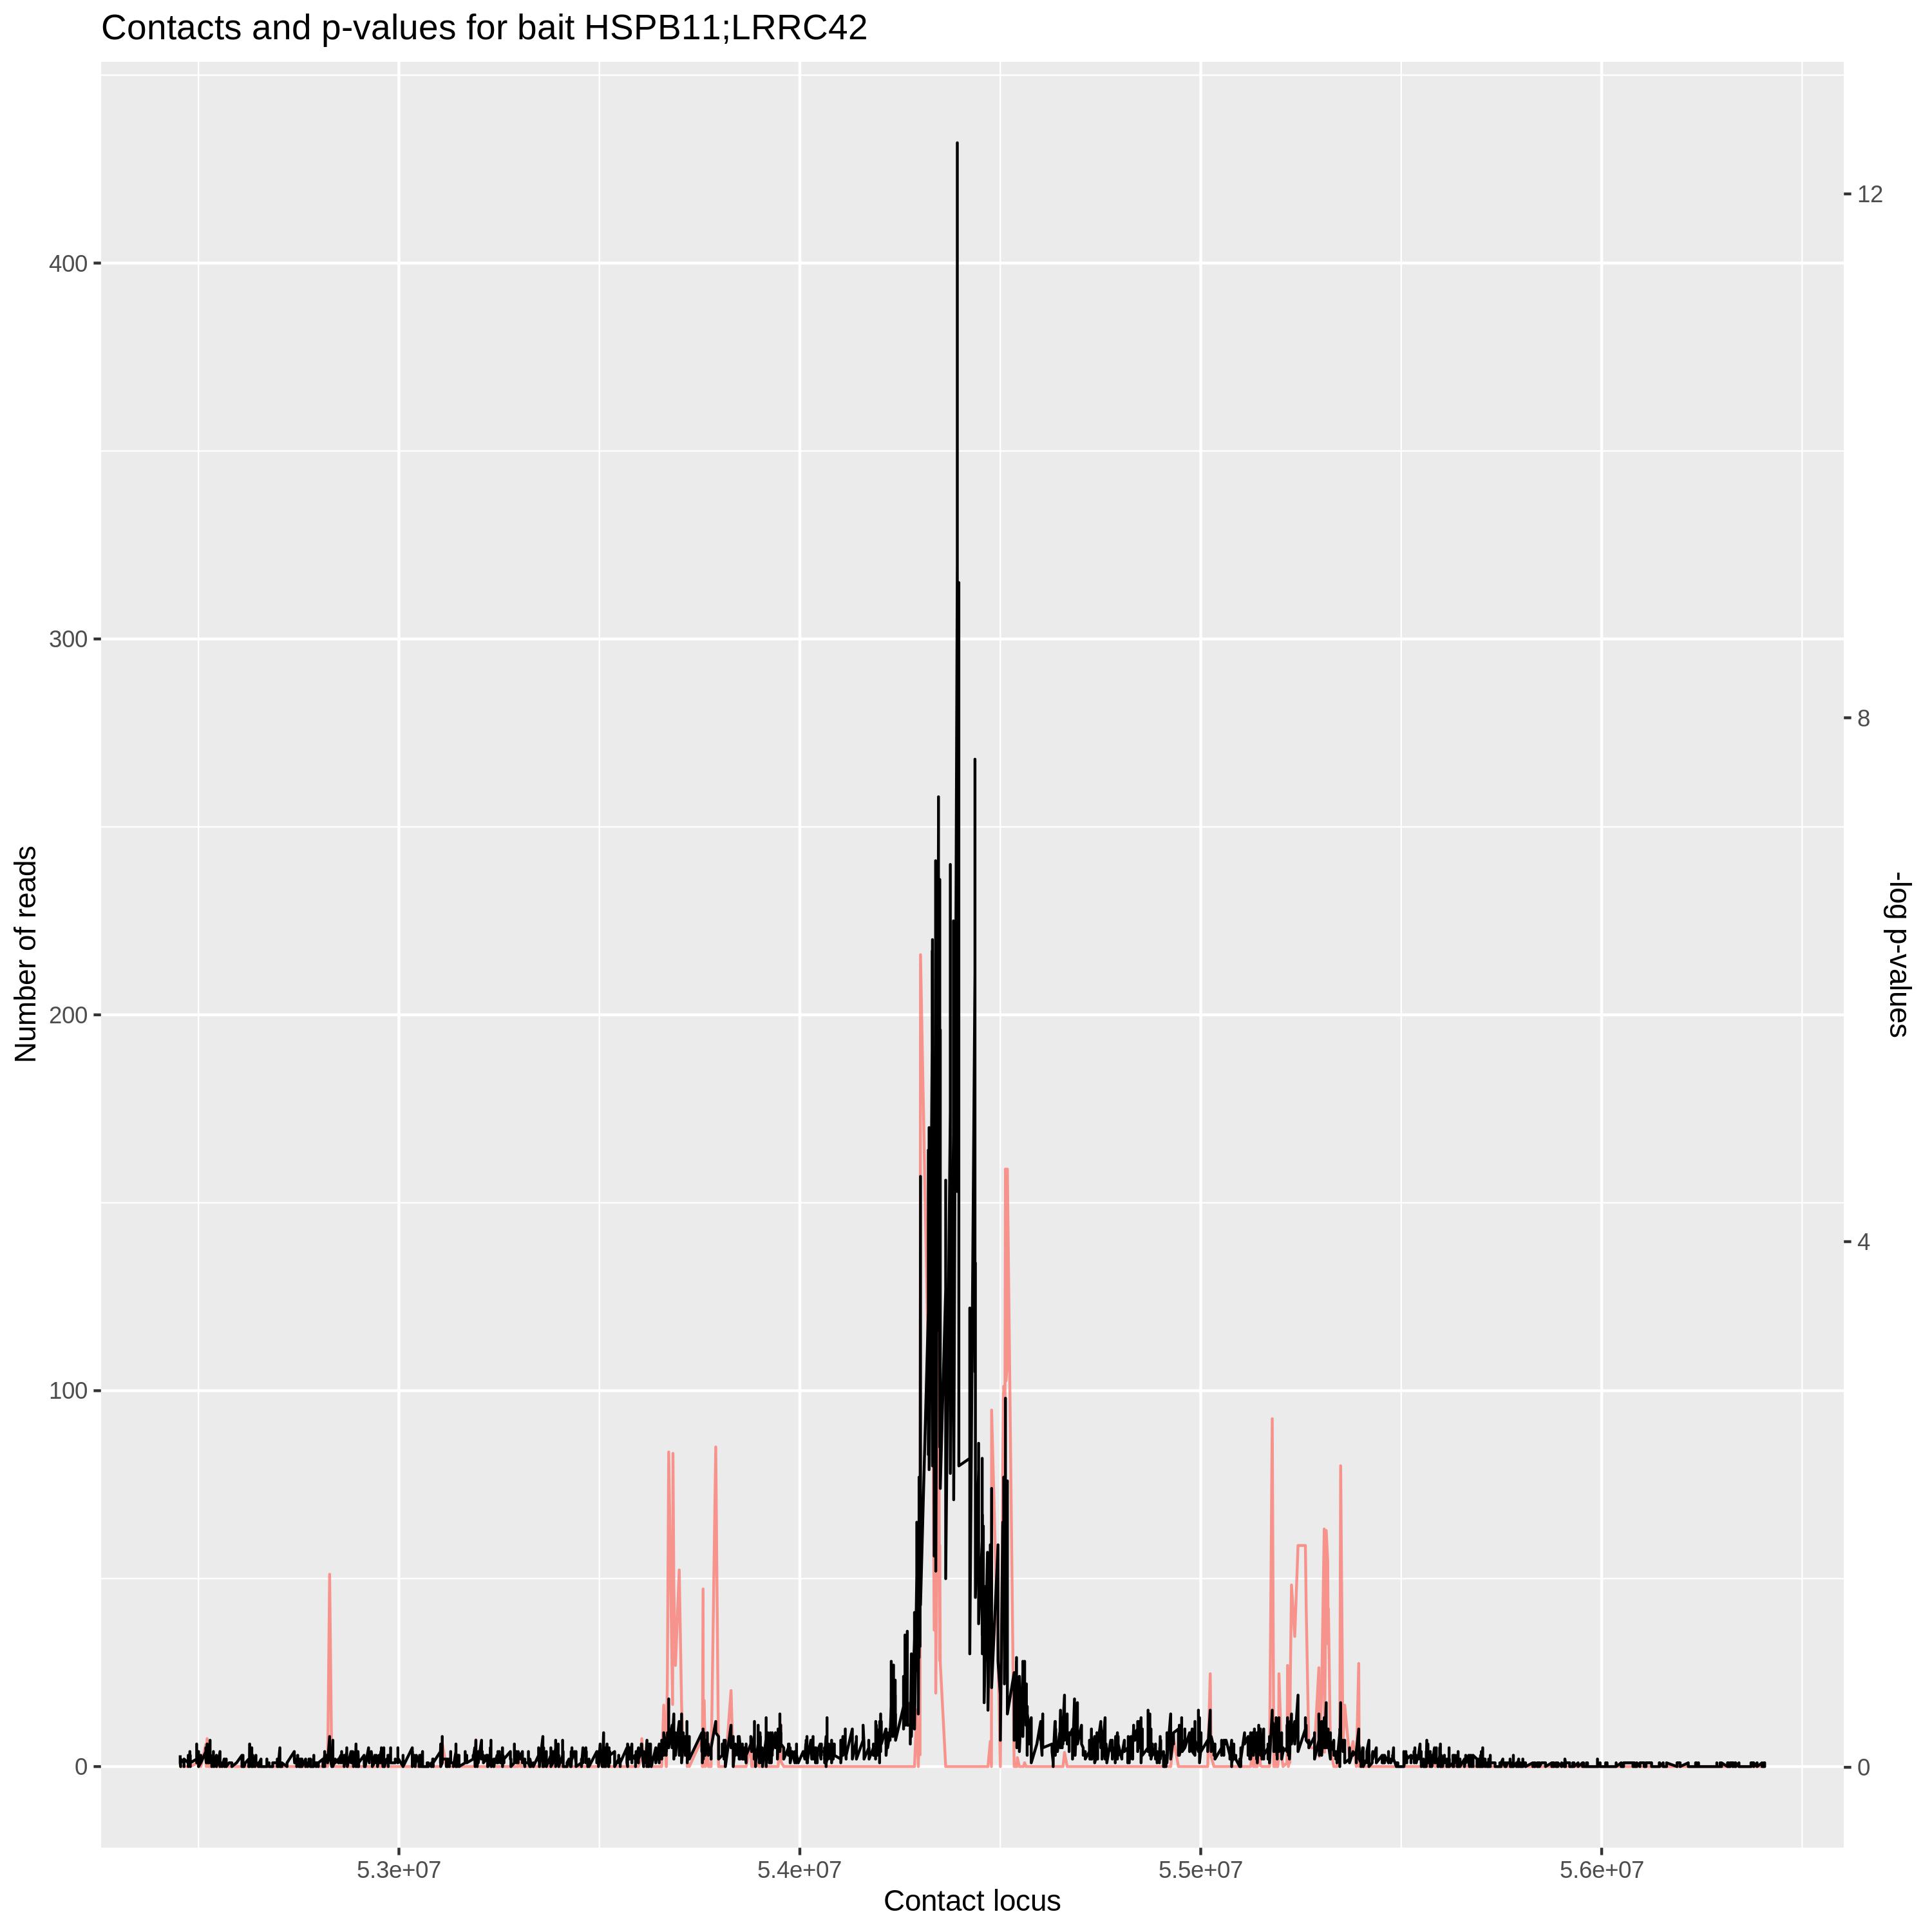 Contacts and p-values for bait HSPB11;LRRC42
12
400
300
8
Number of reads
-log p-values
200
4
100
0
0
5.3e+07
5.4e+07
5.5e+07
5.6e+07
Contact locus